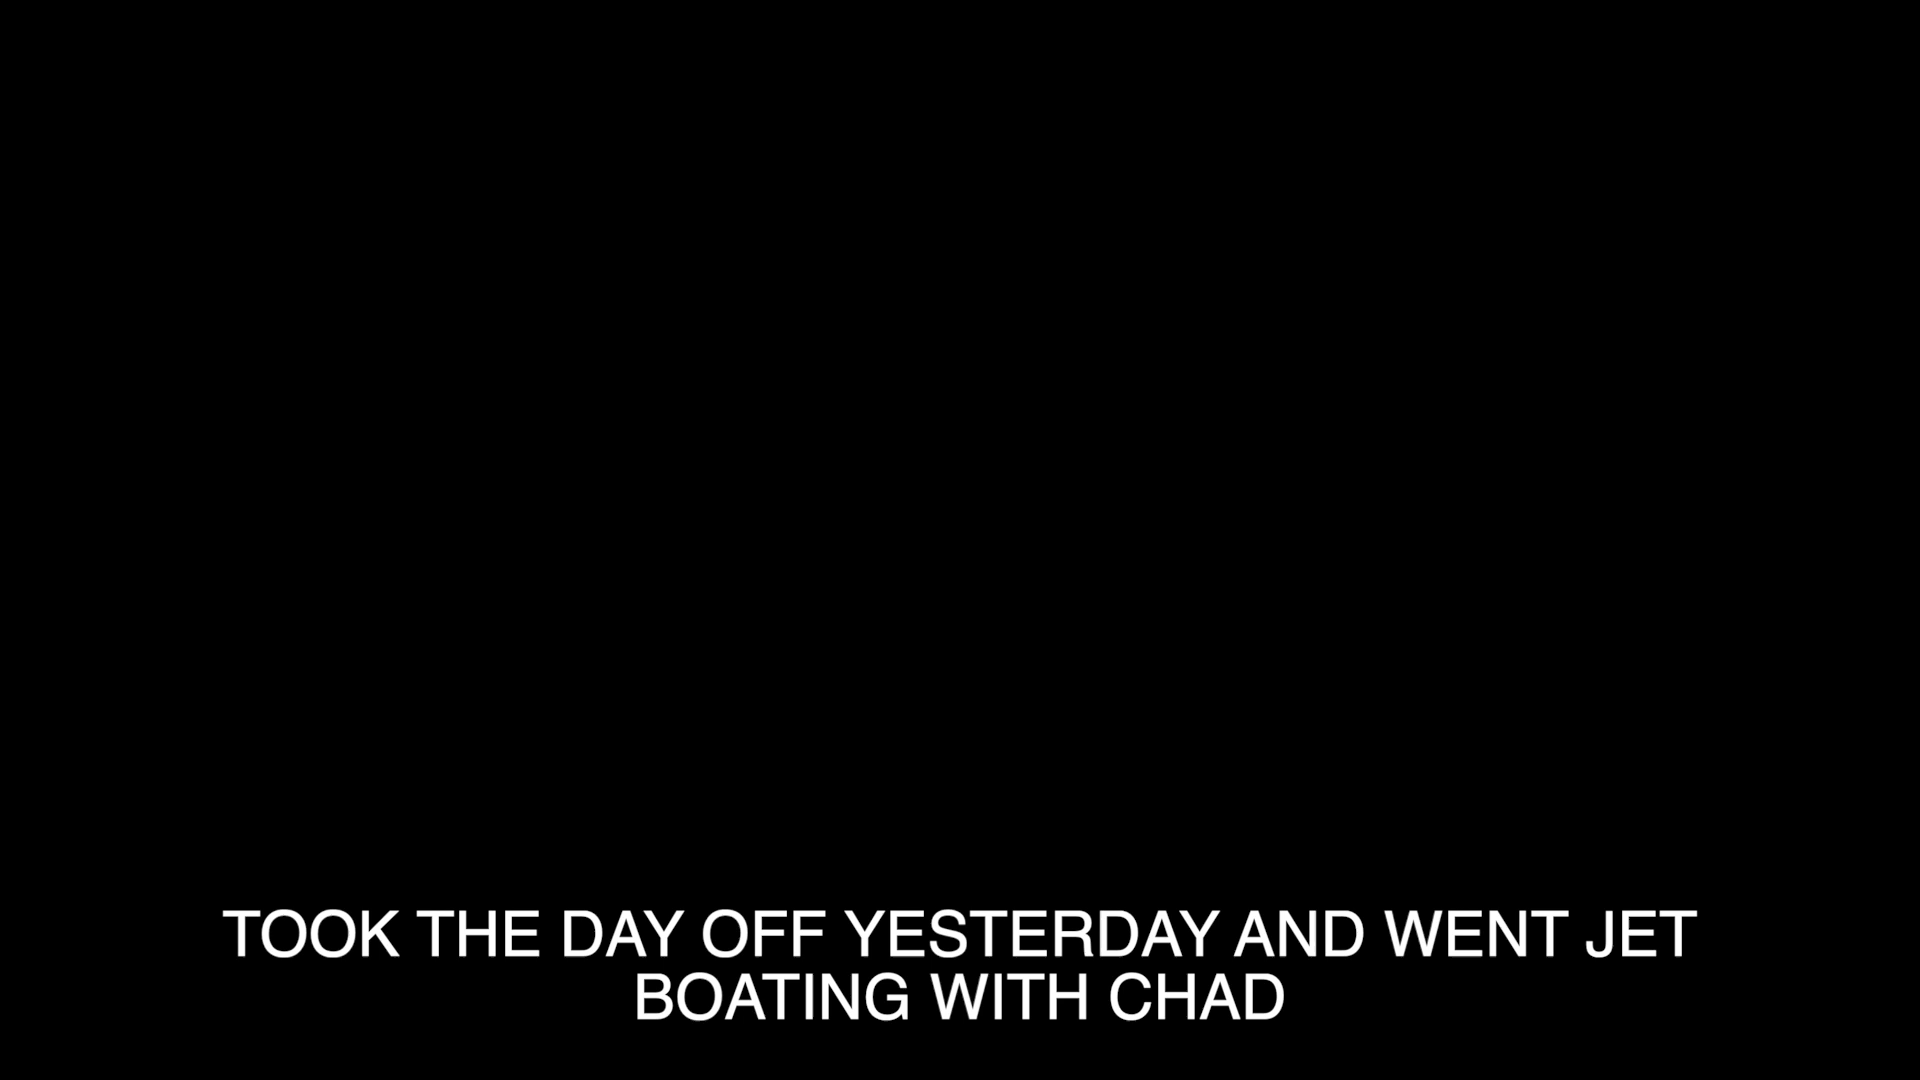 TOOK THE DAY OFF YESTERDAY AND WENT JET
BOATING WITH CHAD